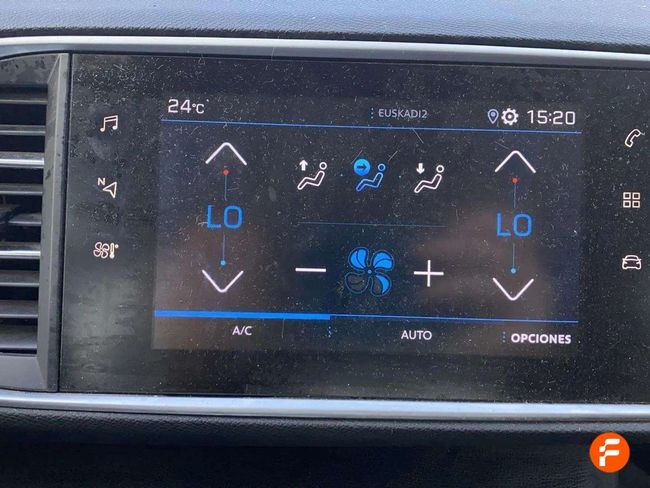 24°C
EUSKADI2
15:20
N
LO
LO
A/C
AUTO
OPCIONES